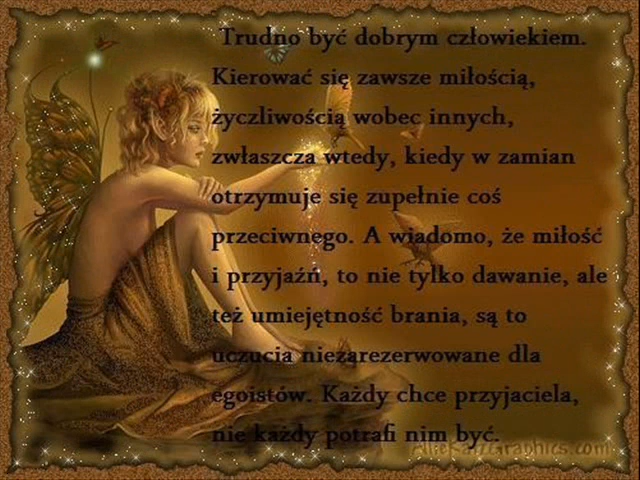 Trudno być dobrym człowiekiem.
Kierować się zawsze miłością,
życzliwością wobec innych,
zwłaszcza wtedy, kiedy w zamian
otrzymuje się zupełnie coś
przeciwnego. A wiadomo, że miłość
i przyjaźń, to nie tylko dawanie, ale
też umiejętność brania, są to
uczucia niezarezerwowane dla
egoistów. Każdy chce przyjaciela,
nie każdy potrafi nim być.